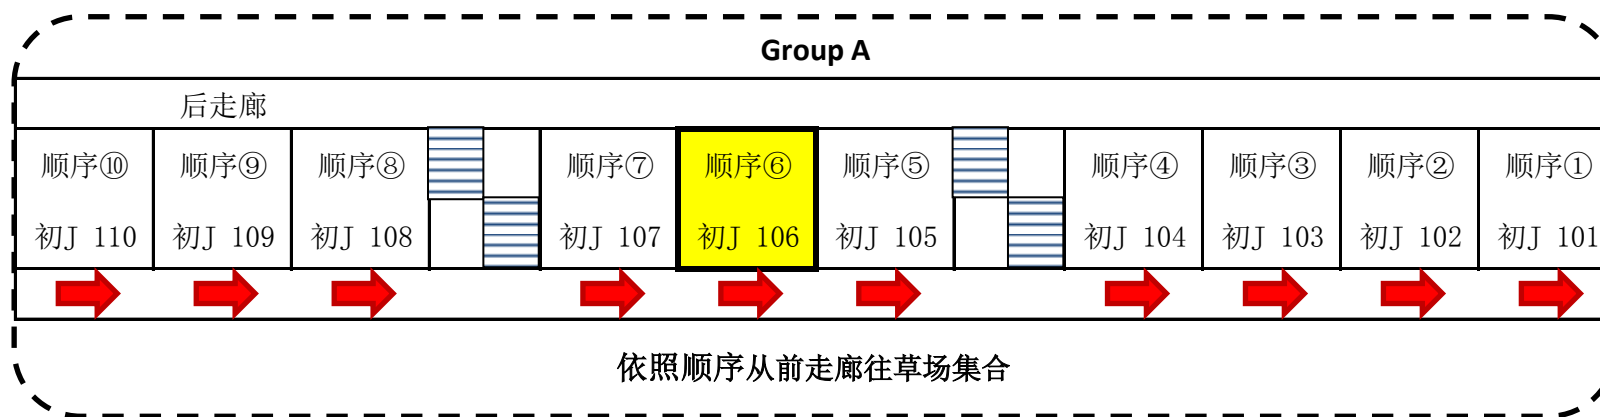 Group A
后走廊
顺序⑩ 顺序⑨ 顺序⑧ 顺序⑦ 顺序⑥ 顺序⑤ 顺序④ 顺序③ 顺序② 顺序①
初J 110 初J 109 初J 108 初J 107 初J 106 初J 105 初J 104 初J 103 初J 102 初J 101
依照顺序从前走廊往草场集合